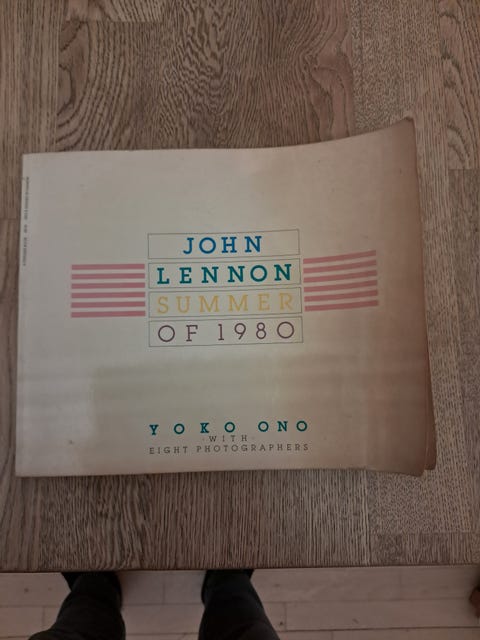 JOHN
LENNON
SUMMER
OF 1980
YOKO ONO
·WITH·
EIGHT PHOTOGRAPHERS